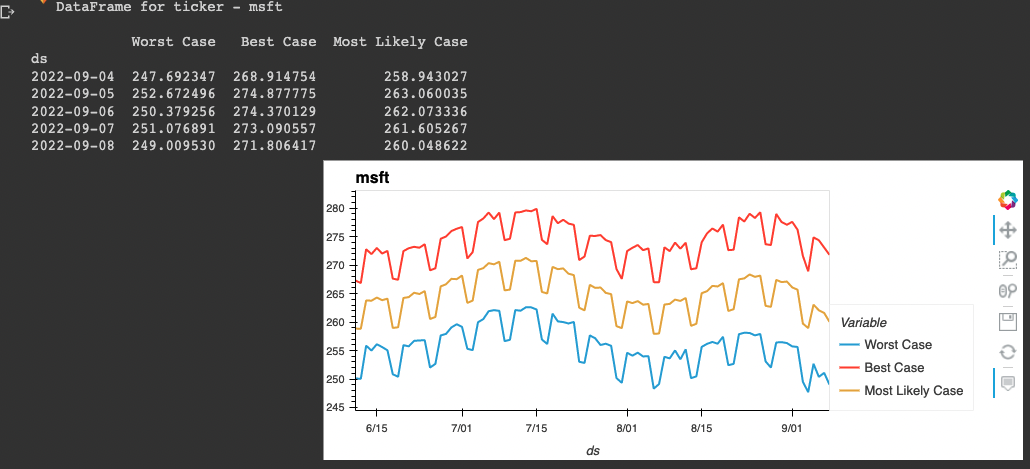 DataFrame for ticker - msft
Worst Case Best Case Most Likely Case
ds
2022-09-04 247.692347 268.914754 258.943027
2022-09-05 252.672496 274.877775 263.060035
2022-09-06 250.379256 274.370129 262.073336
2022-09-07 251.076891 273.090557 261.605267
2022-09-08 249.009530 271.806417 260.048622
msft
280
275
270
265
260
255
250
245
6/15 7/01 7/15 8/01 8/15 9/01
ds
Variable
Worst Case
Best Case
Most Likely Case